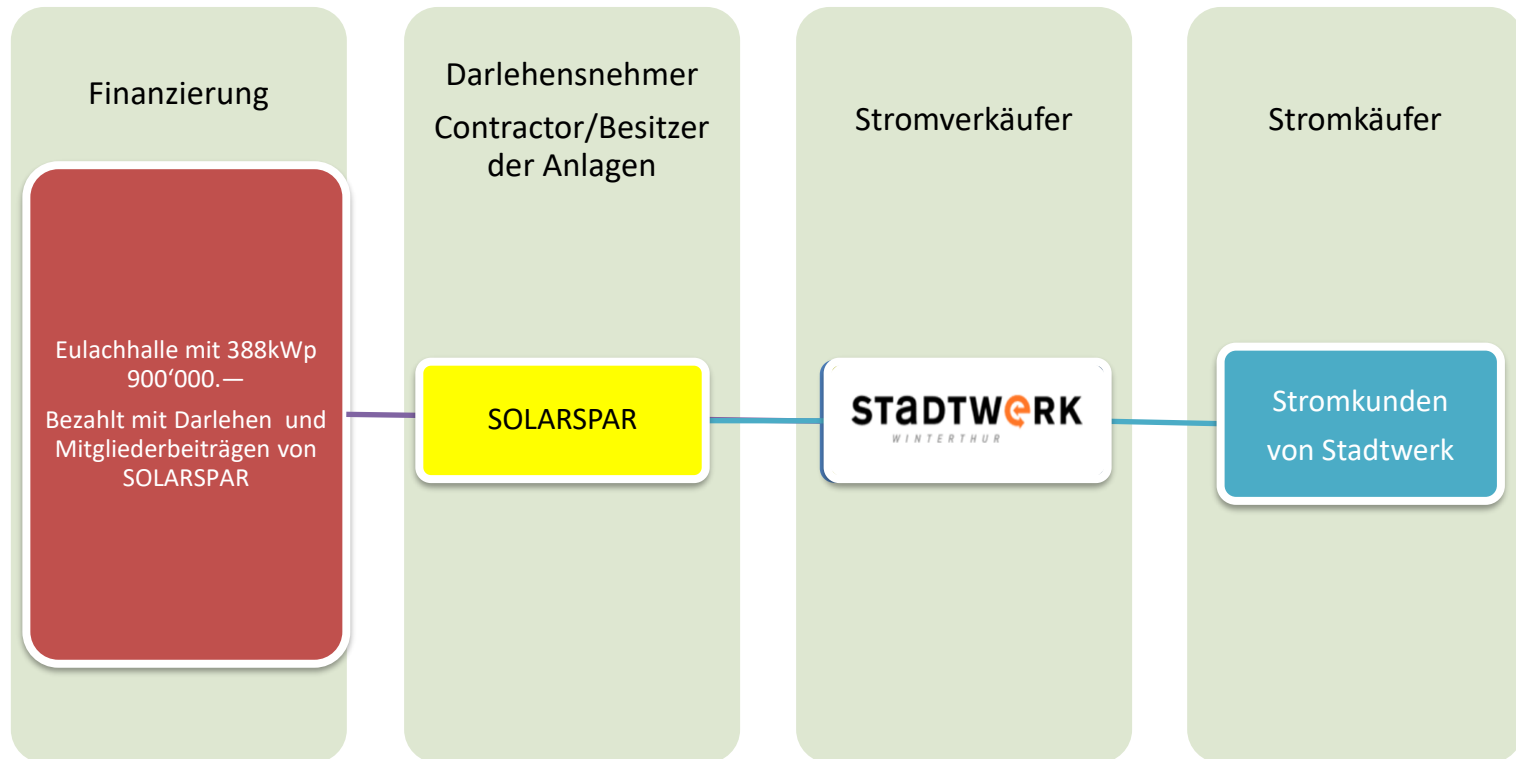 Finanzierung
Eulachhalle mit 388kWp
900‘000.—
Bezahlt mit Darlehen und
Mitgliederbeiträgen von
SOLARSPAR
Darlehensnehmer
Contractor/Besitzer
der Anlagen
SOLARSPAR
Stromverkäufer
STaDTWeRK
WINTERTHUR
Stromkäufer
Stromkunden
von Stadtwerk